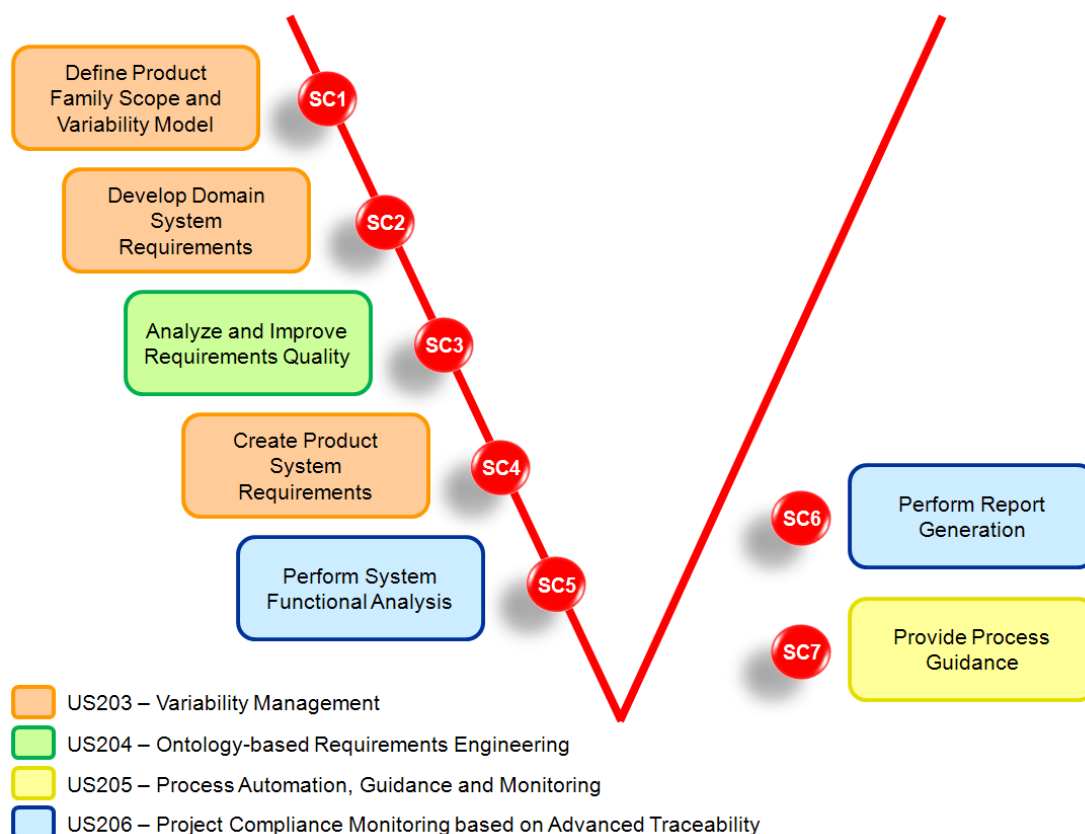 Define Product
Family Scope and
Variability Model
SC1
Develop Domain
System
Requirements
SC2
Analyze and Improve
Requirements Quality
SC3
Create Product
System
Requirements
SC4
Perform System
Functional Analysis
SC5
SC6
Perform Report
Generation
SC7
Provide Process
Guidance
US203 – Variability Management
US204 – Ontology-based Requirements Engineering
US205 – Process Automation, Guidance and Monitoring
US206 – Project Compliance Monitoring based on Advanced Traceability